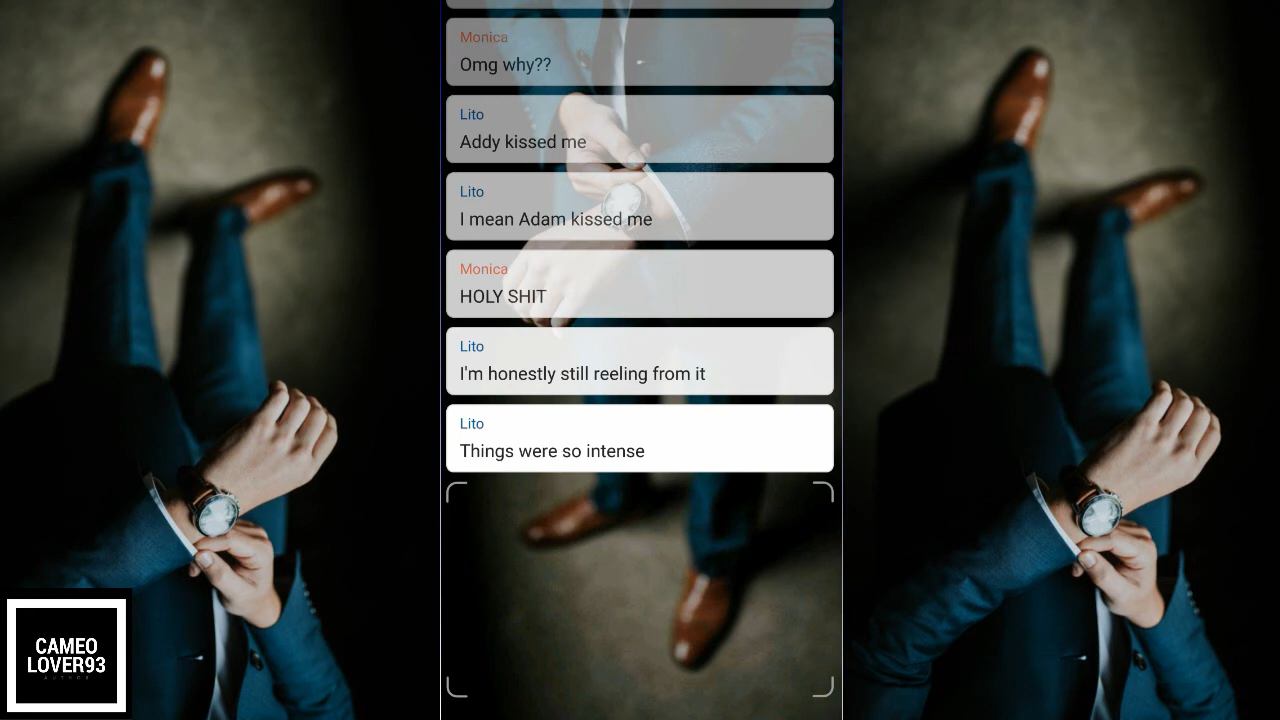 Monica
Omg why??
Lito
Addy kissed me
Lito
I mean Adam kissed me
Monica
HOLY SHIT
Lito
I'm honestly still reeling from it
Lito
Things were so intense
CAMEO
LOVER93
AUTHOR